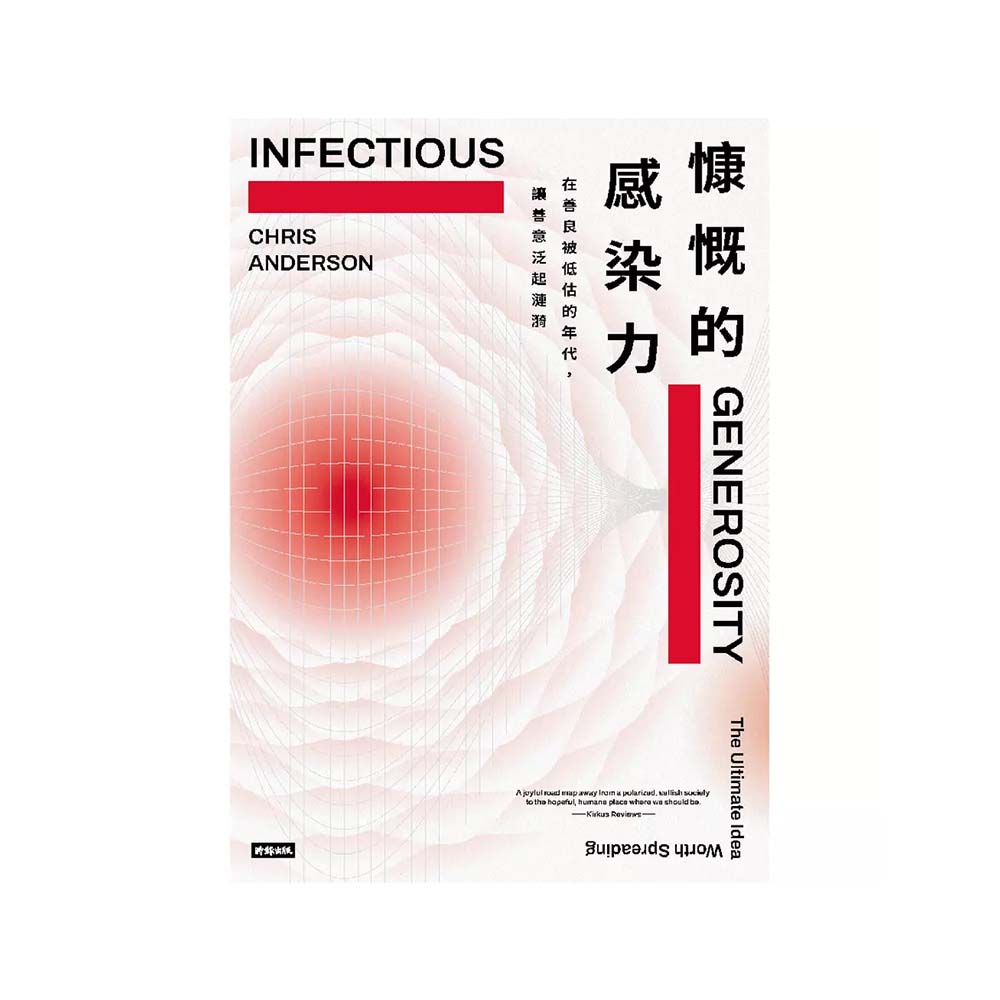 INFECTIOUS
CHRIS
ANDERSON
慷慨的
感染力
在善良被低估的年代，
讓善意泛起漣漪
GENEROSITY
The Ultimate Idea
Worth Spreading
A joyful road map away from a polarized, selfish society
to the hopeful, humane place where we should be.
——Kirkus Reviews——
時報出版